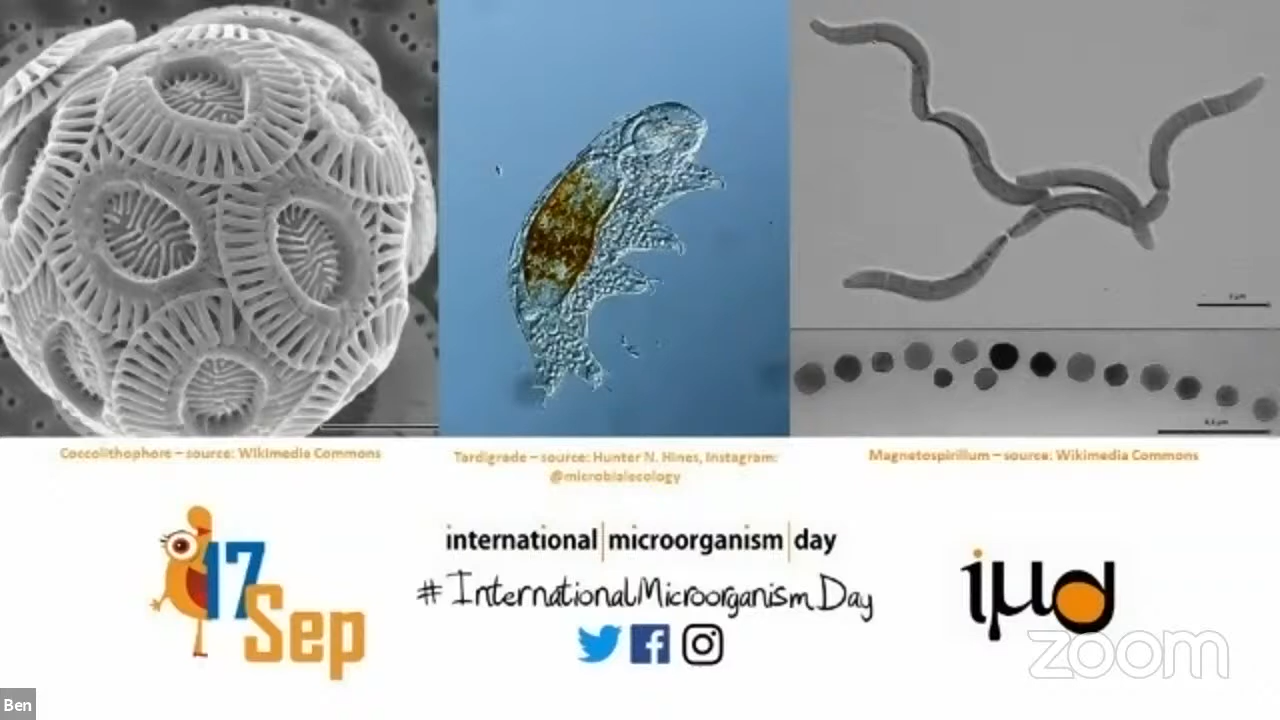 Coccolithophore – source: Wikimedia Commons
Tardigrade – source: Hunter N. Hines, Instagram:
@microbialecology
Magnetospirillum – source: Wikimedia Commons
17
Sep
international|microorganism|day
#InternationalMicroorganismDay
iμd
zoom
Ben